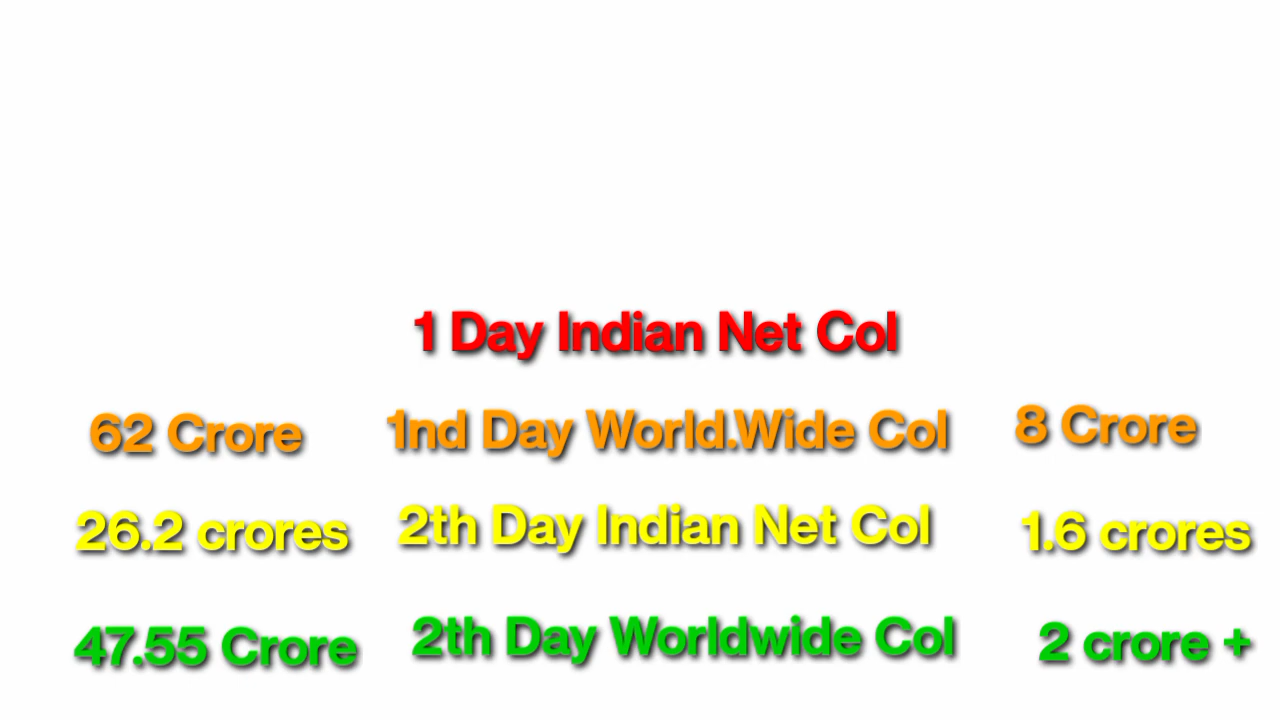 1 Day Indian Net Col
62 Crore 1nd Day World.Wide Col 8 Crore
26.2 crores 2th Day Indian Net Col 1.6 crores
47.55 Crore 2th Day Worldwide Col 2 crore +